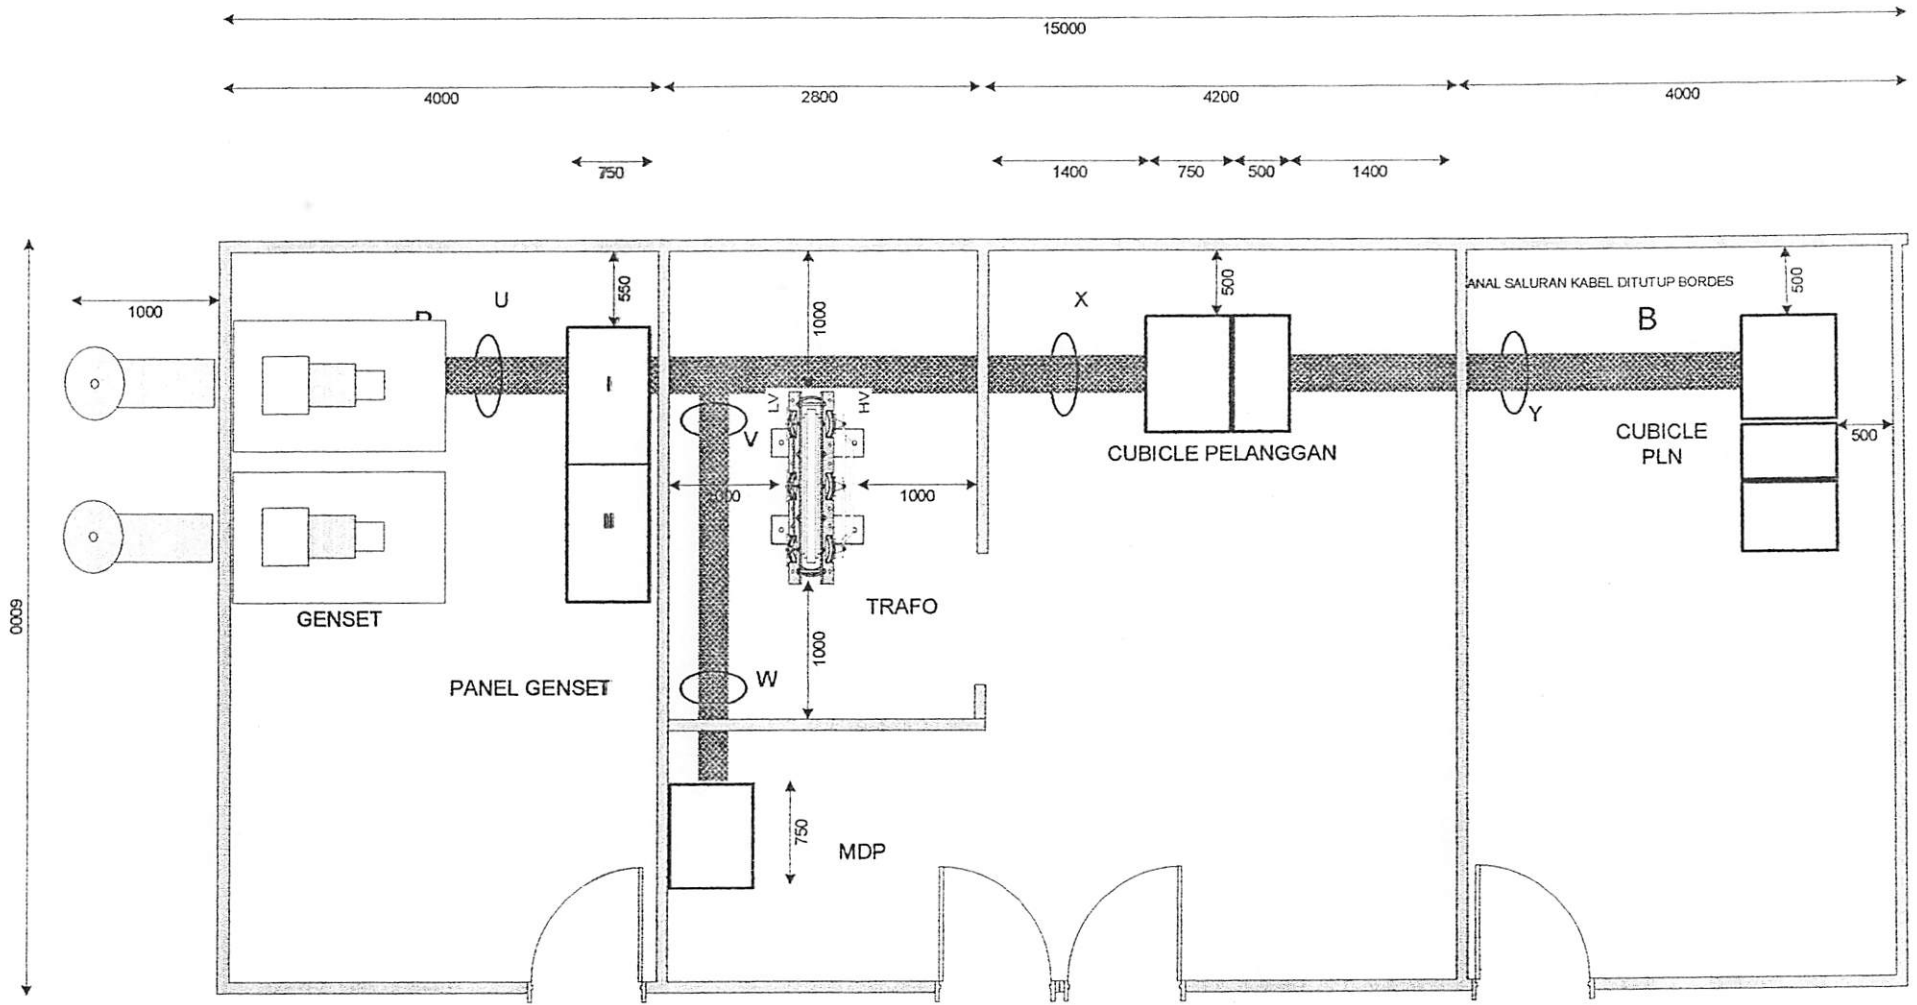 15000
4000
2800
4200
4000
750
1400
750
500
1400
6000
1000
U
550
1000
X
500
ANAL SALURAN KABEL DITUTUP BORDES
500
B
LV
HV
I
V
Y
CUBICLE PELANGGAN
CUBICLE
PLN
500
1000
II
GENSET
TRAFO
1000
W
PANEL GENSET
750
MDP